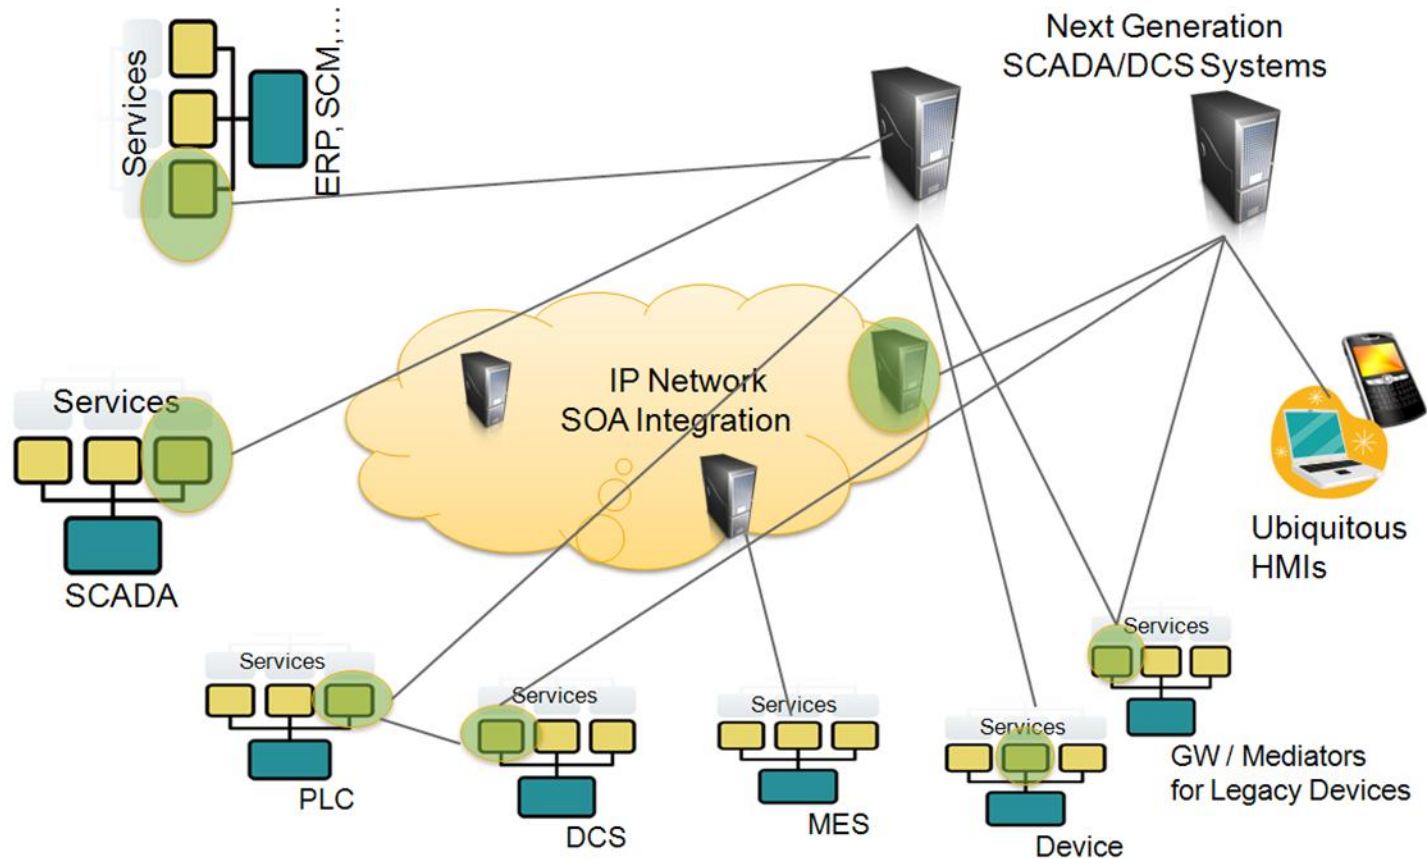 Next Generation
SCADA/DCS Systems
Services
ERP, SCM,...
IP Network
SOA Integration
Services
SCADA
Ubiquitous
HMIs
Services
PLC
Services
DCS
Services
MES
Services
Device
Services
GW / Mediators
for Legacy Devices